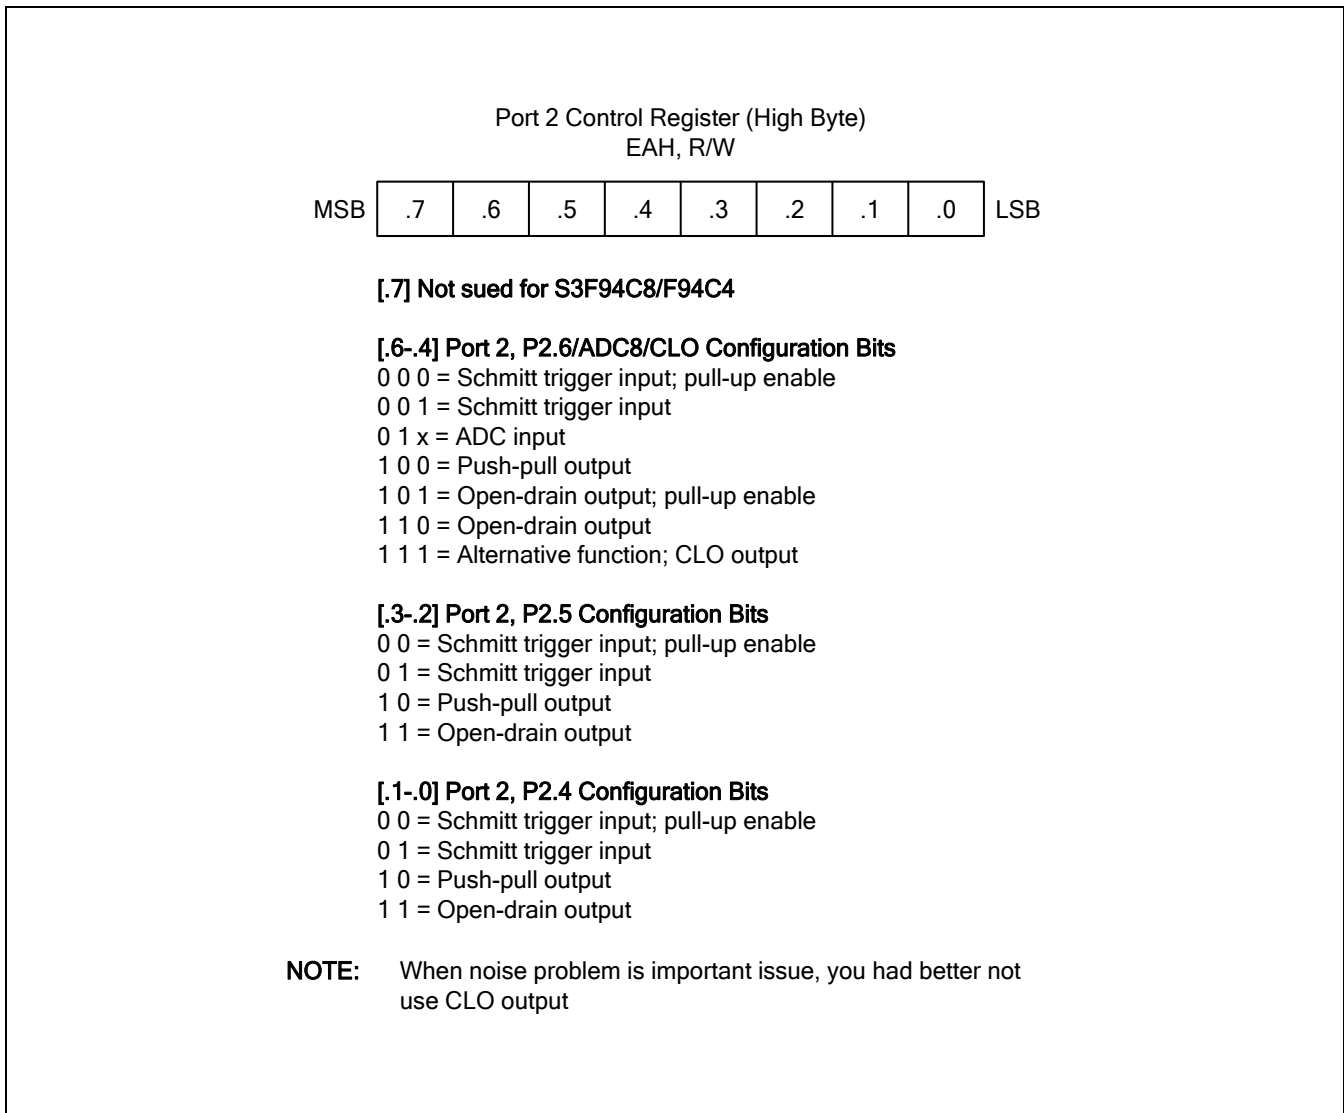 Port 2 Control Register (High Byte)
EAH, R/W
MSB .7 .6 .5 .4 .3 .2 .1 .0 LSB
[.7] Not sued for S3F94C8/F94C4
[.6-.4] Port 2, P2.6/ADC8/CLO Configuration Bits
0 0 0 = Schmitt trigger input; pull-up enable
0 0 1 = Schmitt trigger input
0 1 x = ADC input
1 0 0 = Push-pull output
1 0 1 = Open-drain output; pull-up enable
1 1 0 = Open-drain output
1 1 1 = Alternative function; CLO output
[.3-.2] Port 2, P2.5 Configuration Bits
0 0 = Schmitt trigger input; pull-up enable
0 1 = Schmitt trigger input
1 0 = Push-pull output
1 1 = Open-drain output
[.1-.0] Port 2, P2.4 Configuration Bits
0 0 = Schmitt trigger input; pull-up enable
0 1 = Schmitt trigger input
1 0 = Push-pull output
1 1 = Open-drain output
NOTE: When noise problem is important issue, you had better not
use CLO output